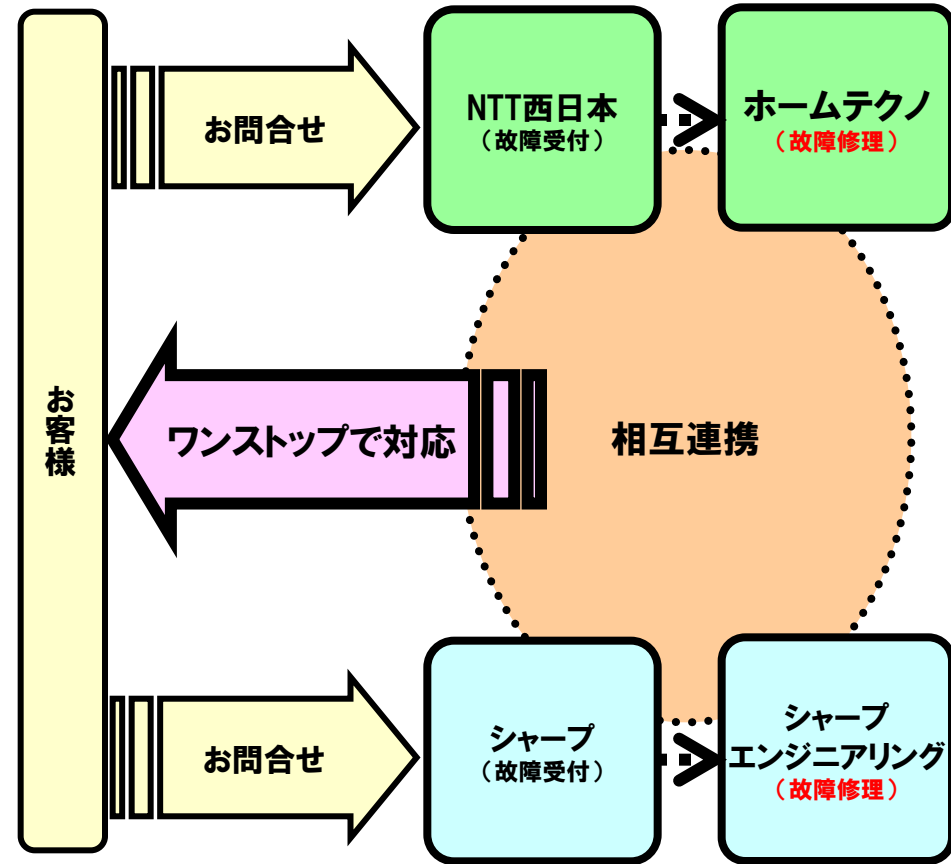 お問合せ
NTT西日本
（故障受付）
ホームテクノ
（故障修理）
お客様
ワンストップで対応
相互連携
お問合せ
シャープ
（故障受付）
シャープ
エンジニアリング
（故障修理）